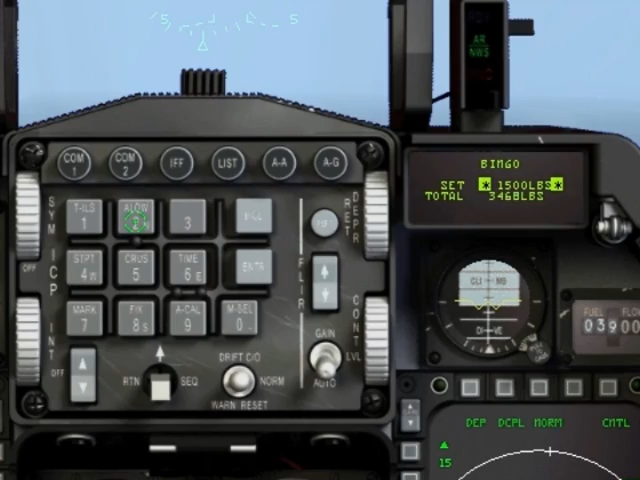 5 5
RDY
AR
NWS
COM
1
COM
2
IFF
LIST
A-A
A-G
BINGO
SET * 1500LBS *
TOTAL 3468LBS
SYM
ICP
INT
OFF
OFF
T-ILS
1
ALOW
2
3
RCL
STPT
4 W
CRUS
5
TIME
6 E
ENTR
MARK
7
FIX
8 S
A-CAL
9
M-SEL
0 -
DRIFT C/O
NORM
WARN RESET
RTN
SEQ
RET
DEPR
FLIR
CONT
GAIN
LVL
AUTO
DIVE
FUEL FLOW
03900
DEP DCPL NORM CNTL
15